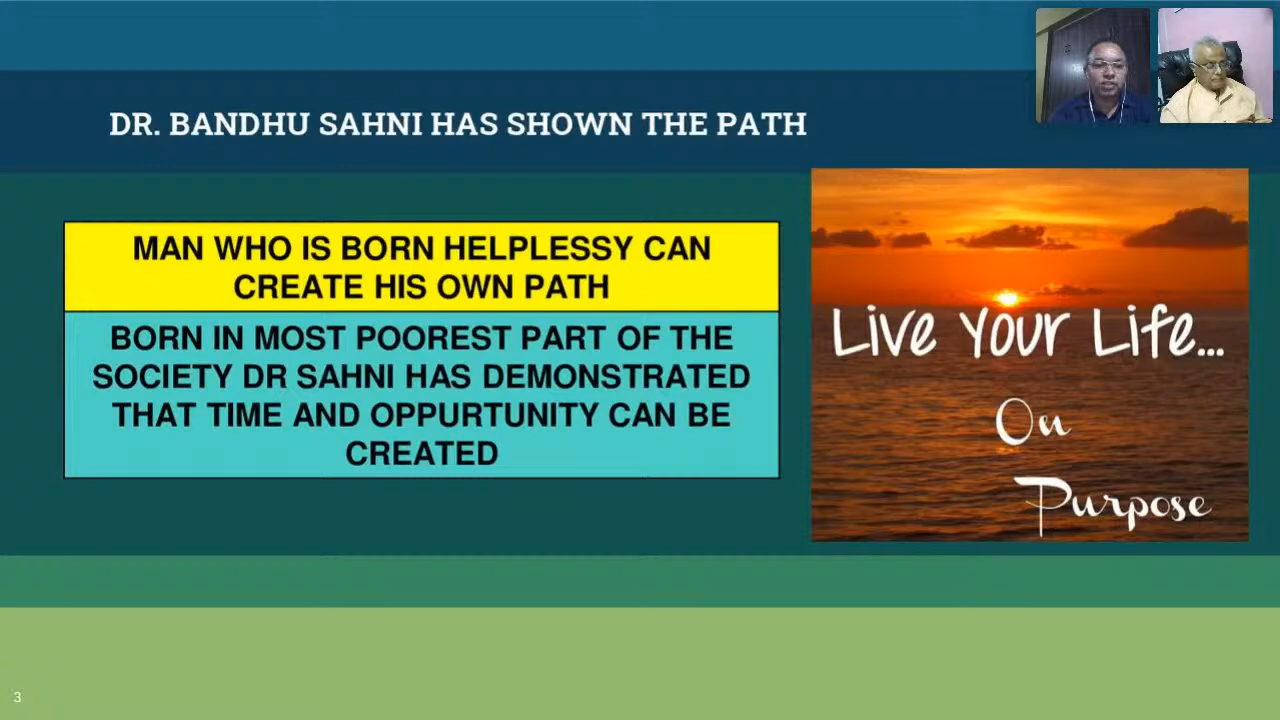 DR. BANDHU SAHNI HAS SHOWN THE PATH
MAN WHO IS BORN HELPLESSY CAN
CREATE HIS OWN PATH
BORN IN MOST POOREST PART OF THE
SOCIETY DR SAHNI HAS DEMONSTRATED
THAT TIME AND OPPURTUNITY CAN BE
CREATED
Live Your Life...
On
Purpose
3